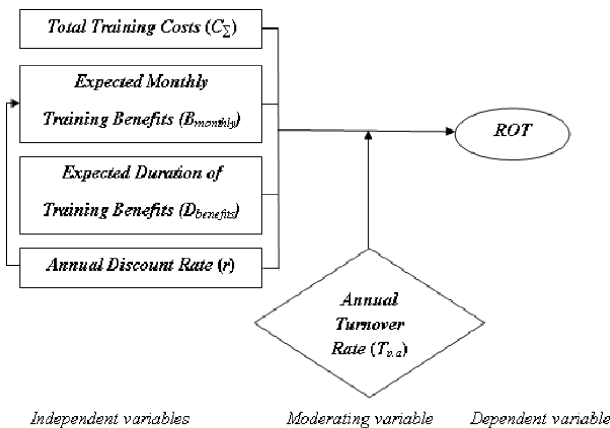 Total Training Costs (C∑)
Expected Monthly
Training Benefits (Bmonthly)
Expected Duration of
Training Benefits (Dbenefits)
Annual Discount Rate (r)
ROT
Annual
Turnover
Rate (Tv.a)
Independent variables
Moderating variable
Dependent variable